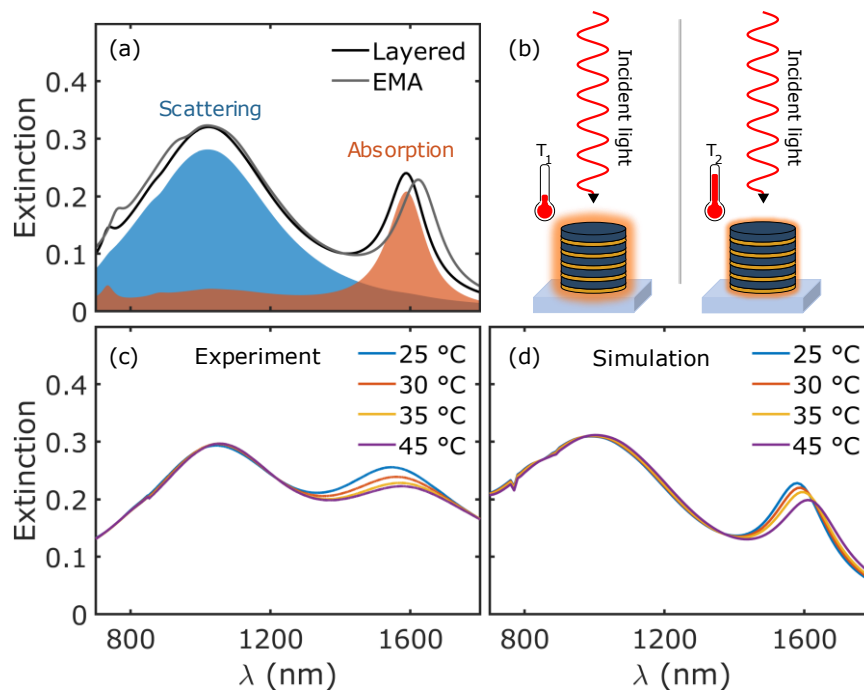 (a)
Layered
EMA
Scattering
Absorption
Extinction
0.4
0.3
0.2
0.1
0
(b)
Incident light
Incident light
T1
T2
(c)
Experiment
25 °C
30 °C
35 °C
45 °C
Extinction
0.4
0.3
0.2
0.1
0
800
1200
1600
λ (nm)
(d)
Simulation
25 °C
30 °C
35 °C
45 °C
800
1200
1600
λ (nm)